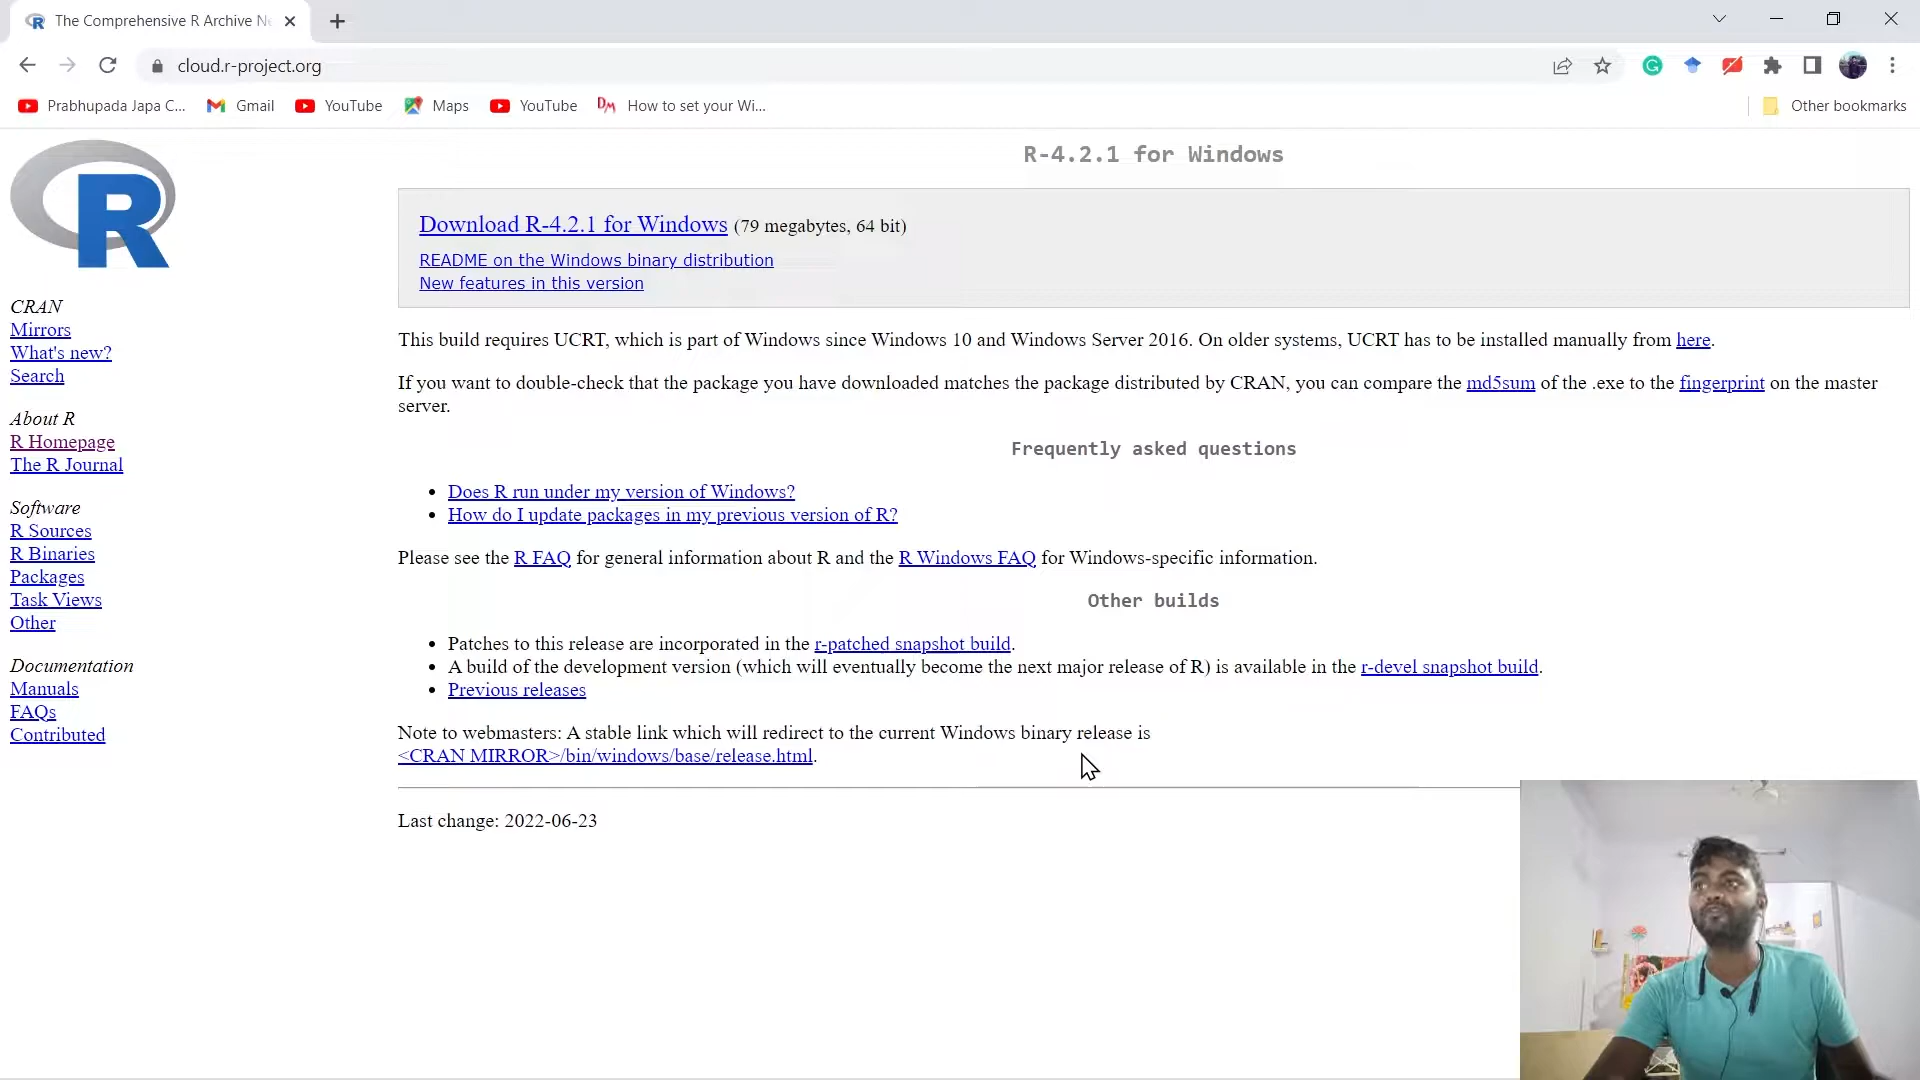 The Comprehensive R Archive Ne
cloud.r-project.org
Prabhupada Japa C... Gmail YouTube Maps YouTube How to set your Wi... Other bookmarks
R
CRAN
Mirrors
What's new?
Search
About R
R Homepage
The R Journal
Software
R Sources
R Binaries
Packages
Task Views
Other
Documentation
Manuals
FAQs
Contributed
R-4.2.1 for Windows
Download R-4.2.1 for Windows (79 megabytes, 64 bit)
README on the Windows binary distribution
New features in this version
This build requires UCRT, which is part of Windows since Windows 10 and Windows Server 2016. On older systems, UCRT has to be installed manually from here.
If you want to double-check that the package you have downloaded matches the package distributed by CRAN, you can compare the md5sum of the .exe to the fingerprint on the master
server.
Frequently asked questions
Does R run under my version of Windows?
How do I update packages in my previous version of R?
Please see the R FAQ for general information about R and the R Windows FAQ for Windows-specific information.
Other builds
Patches to this release are incorporated in the r-patched snapshot build.
A build of the development version (which will eventually become the next major release of R) is available in the r-devel snapshot build.
Previous releases
Note to webmasters: A stable link which will redirect to the current Windows binary release is
<CRAN MIRROR>/bin/windows/base/release.html.
Last change: 2022-06-23